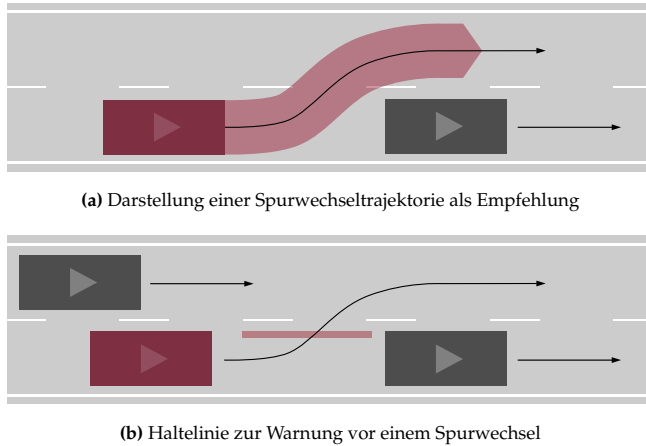 (a) Darstellung einer Spurwechseltrajektorie als Empfehlung
(b) Haltelinie zur Warnung vor einem Spurwechsel